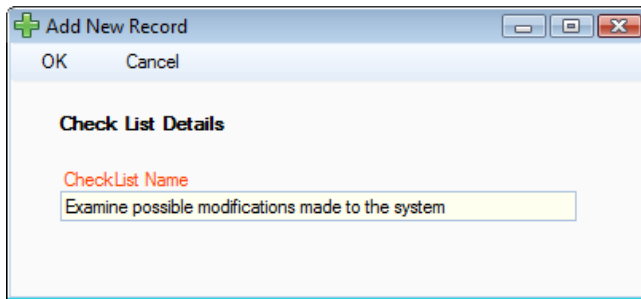 Add New Record
OK Cancel
Check List Details
CheckList Name
Examine possible modifications made to the system